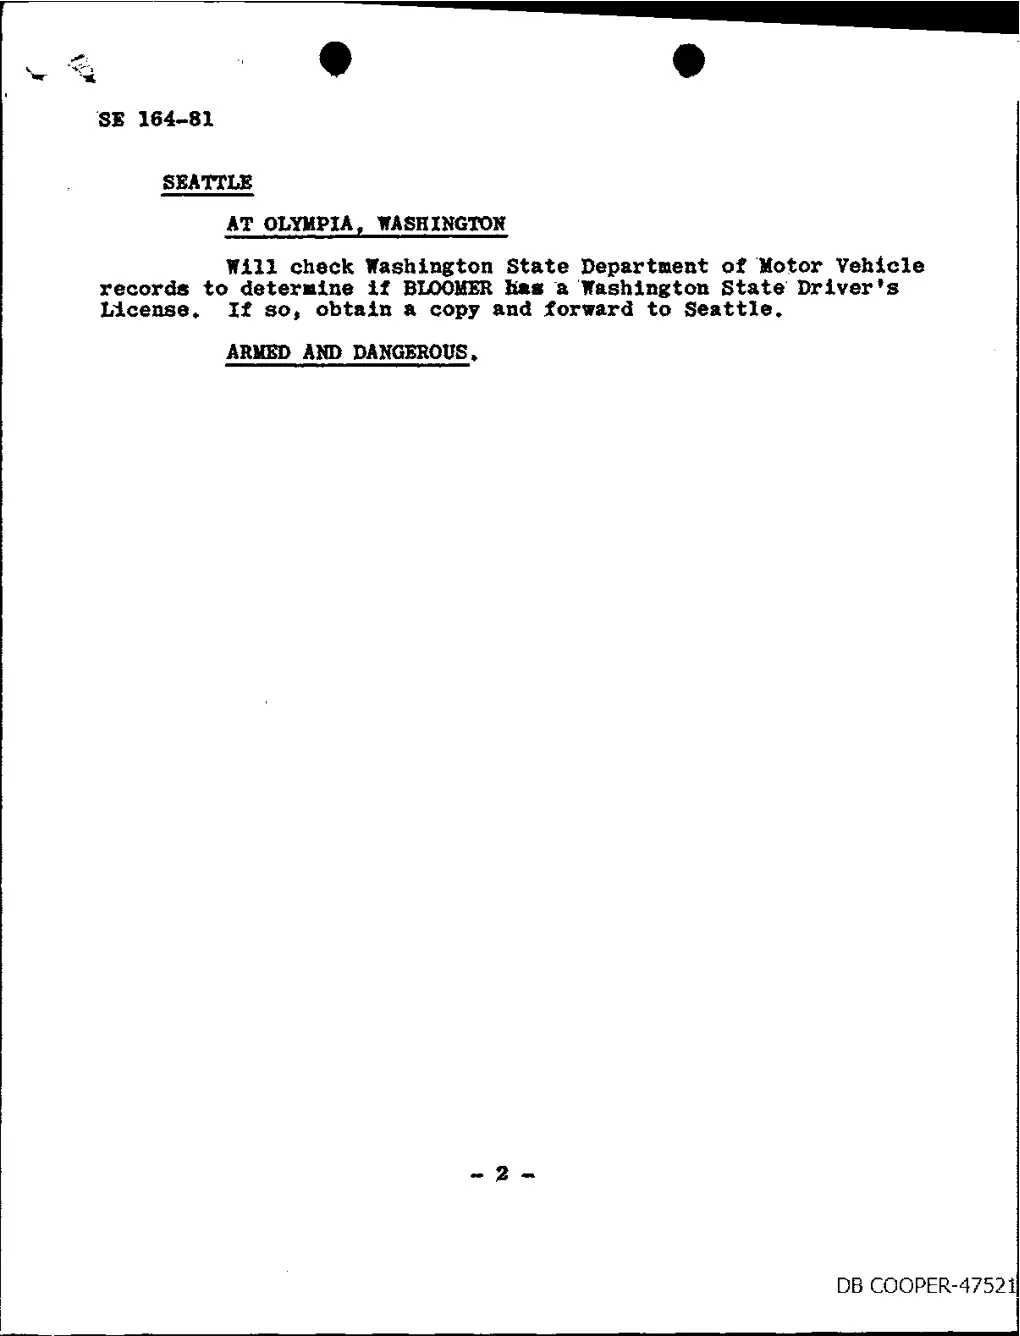 SE 164-81
SEATTLE
AT OLYMPIA, WASHINGTON
Will check Washington State Department of Motor Vehicle
records to determine if BLOOMER has a Washington State Driver's
License. If so, obtain a copy and forward to Seattle.
ARMED AND DANGEROUS.
- 2 -
DB COOPER-47521